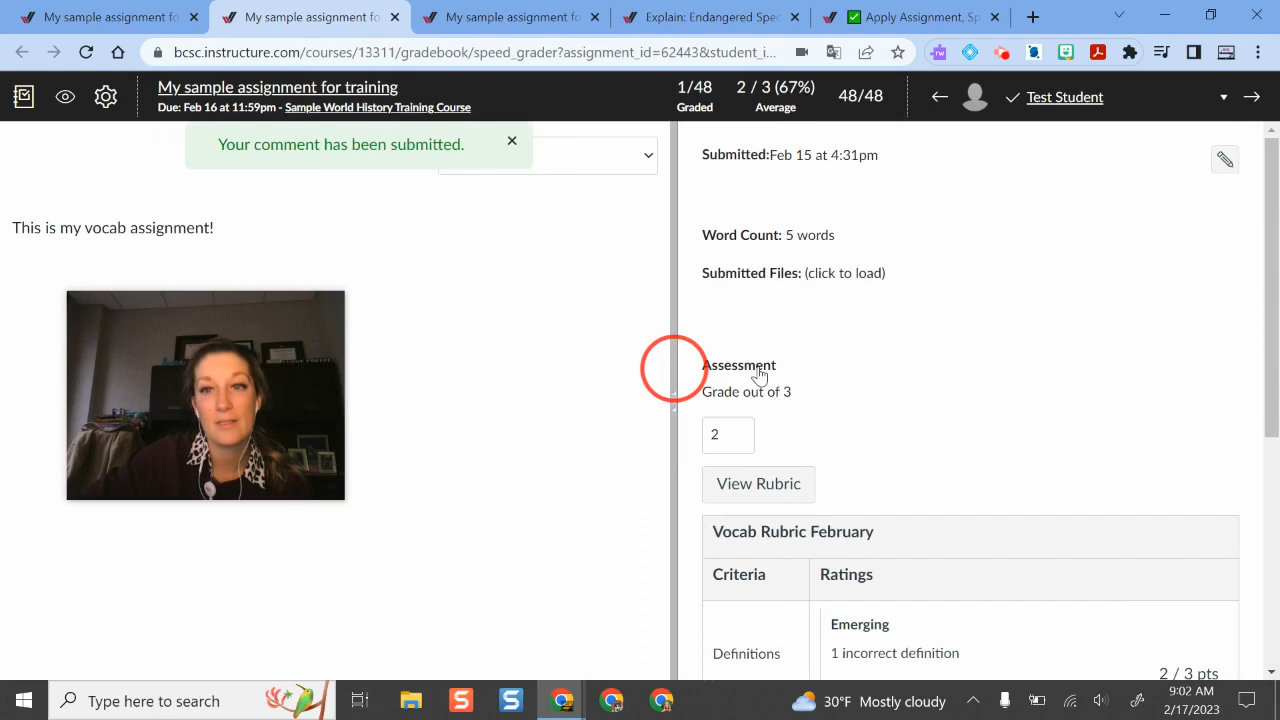 My sample assignment for
My sample assignment fo
My sample assignment for
Explain: Endangered Spec
Apply Assignment, Sp
bcsc.instructure.com/courses/13311/gradebook/speed_grader?assignment_id=62443&student_i...
My sample assignment for training
Due: Feb 16 at 11:59pm - Sample World History Training Course
1/48
Graded
2 / 3 (67%)
Average
48/48
Test Student
Your comment has been submitted.
This is my vocab assignment!
Submitted:Feb 15 at 4:31pm
Word Count: 5 words
Submitted Files: (click to load)
Assessment
Grade out of 3
2
View Rubric
Vocab Rubric February
Criteria
Ratings
Definitions
Emerging
1 incorrect definition
2 / 3 pts
Type here to search
30°F Mostly cloudy
9:02 AM
2/17/2023